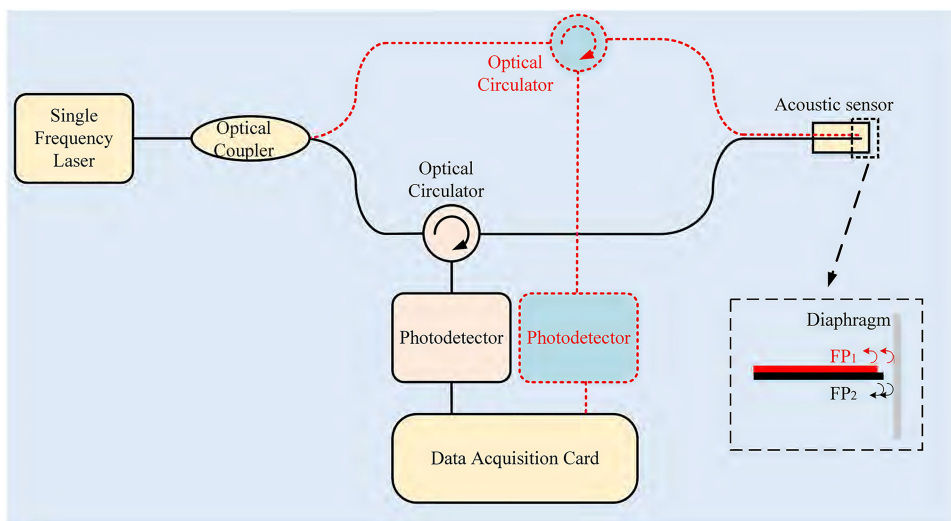 Single
Frequency
Laser
Optical
Coupler
Optical
Circulator
Optical
Circulator
Acoustic sensor
Photodetector
Photodetector
Data Acquisition Card
Diaphragm
FP1
FP2